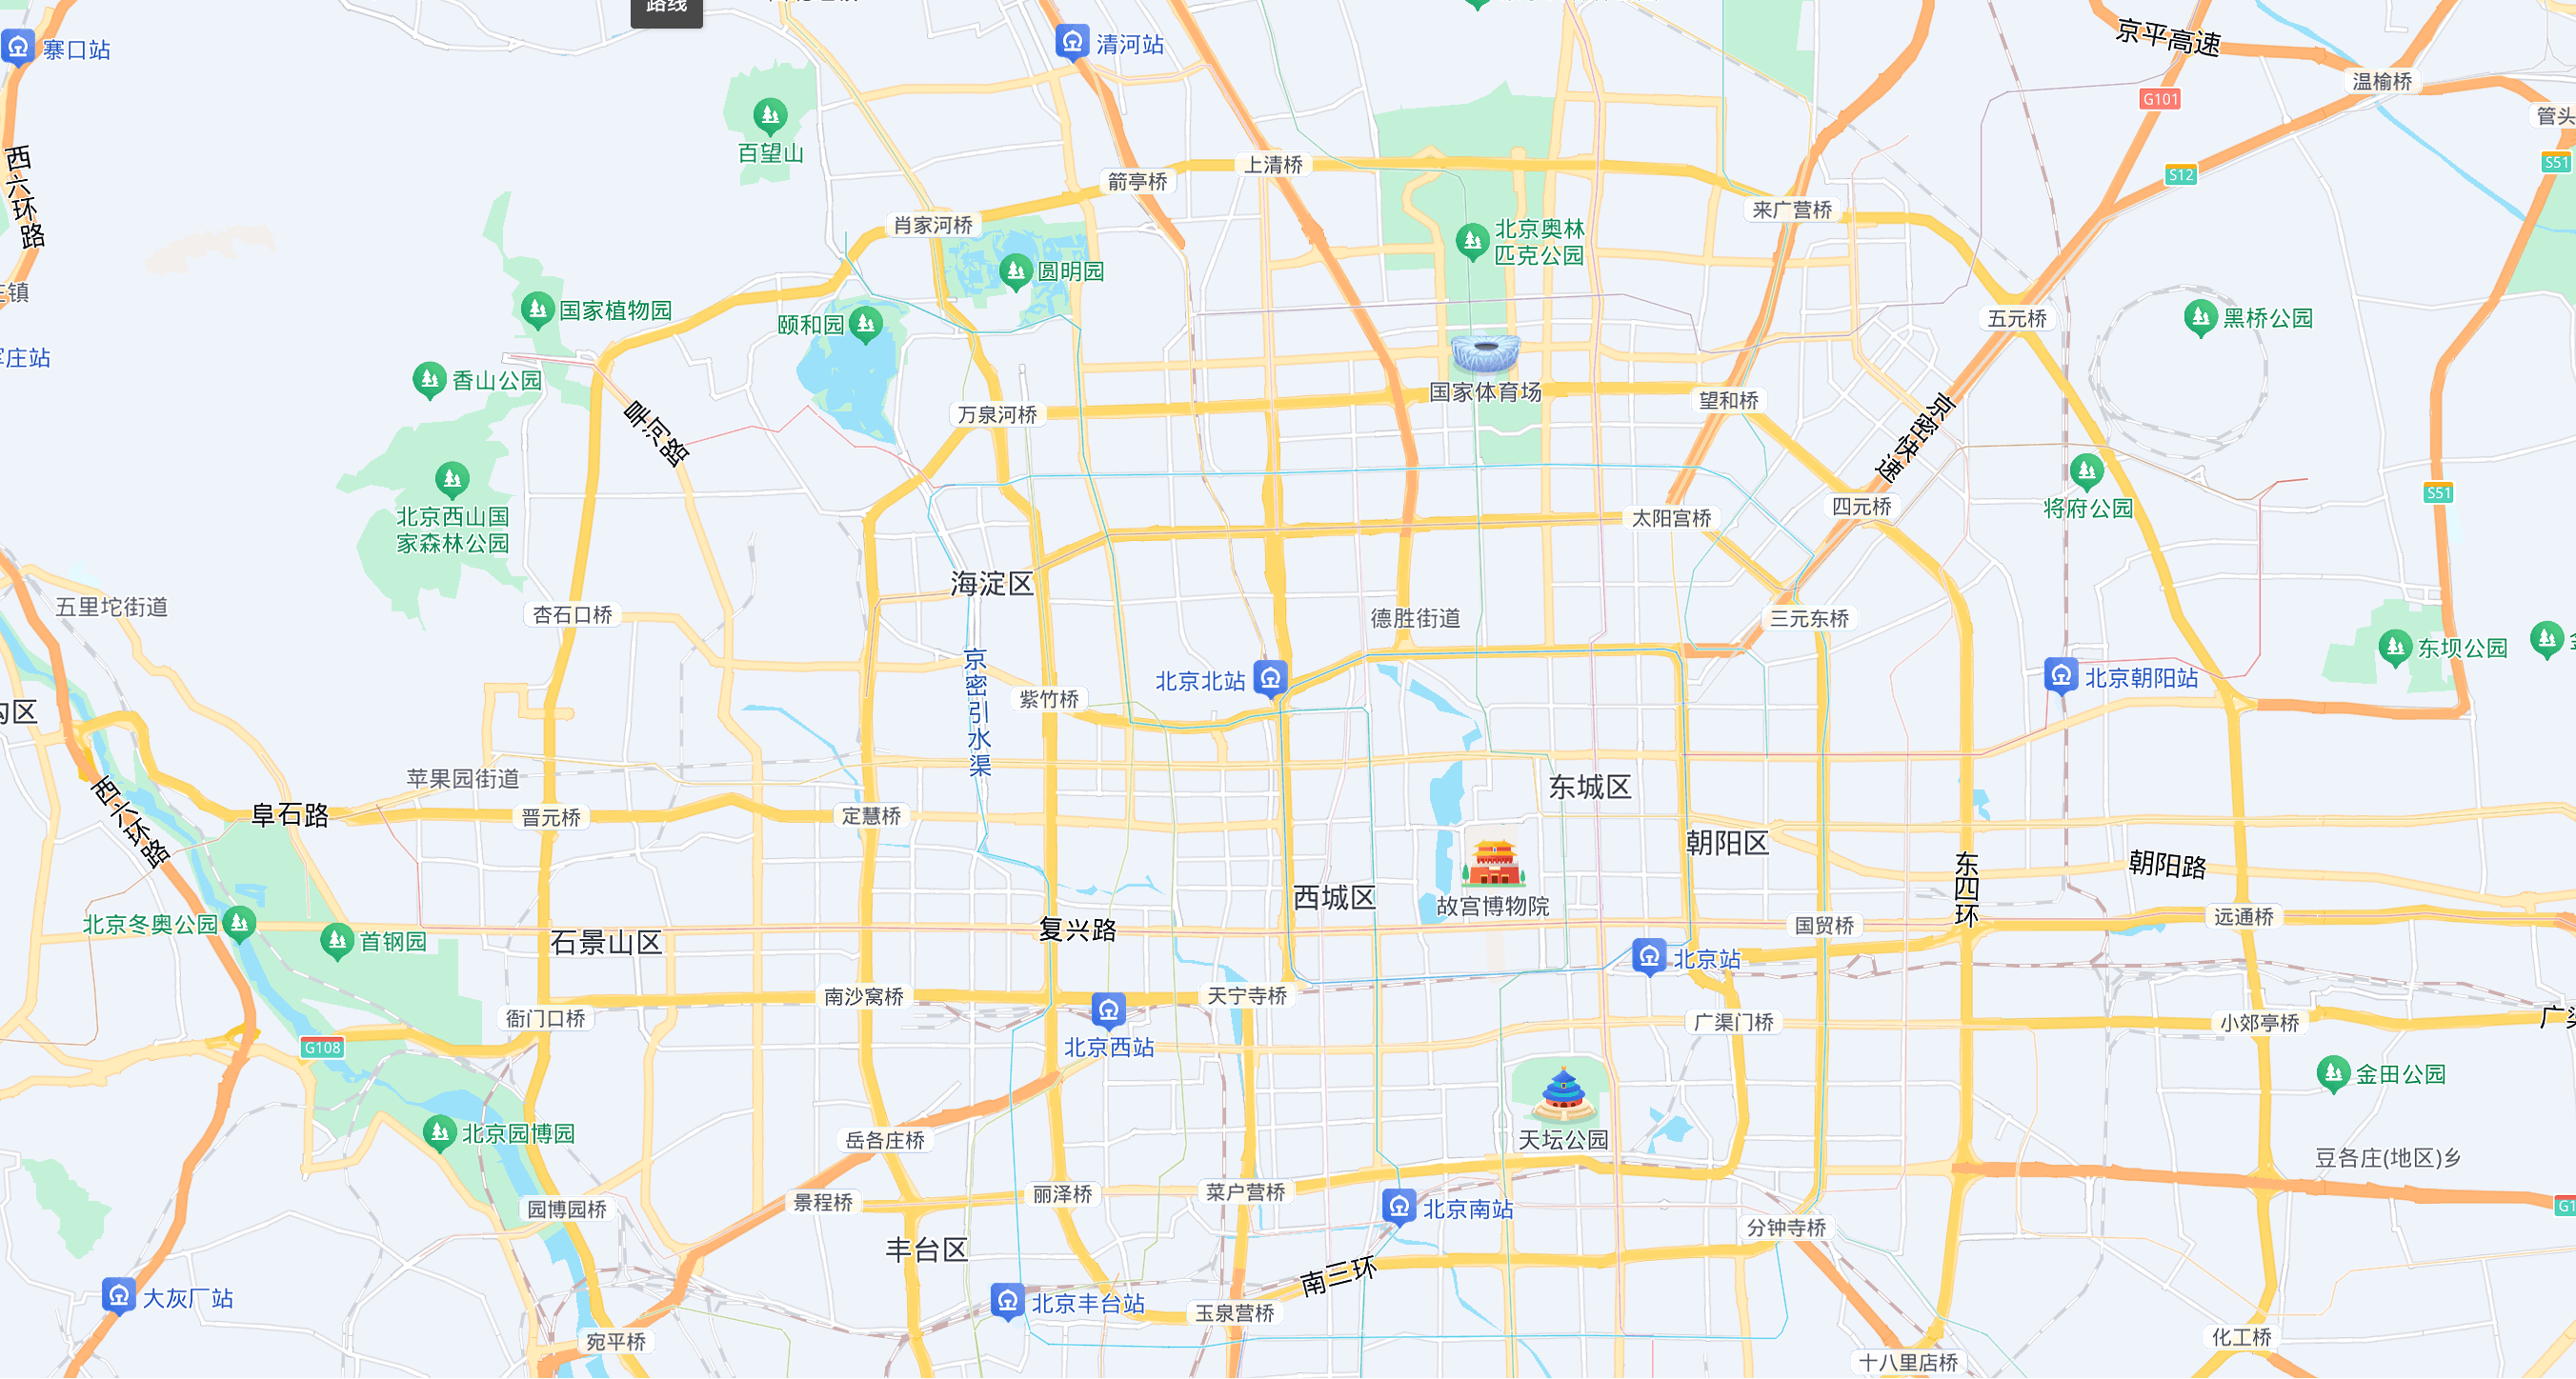 路线
寨口站
清河站
京平高速
温榆桥
G101
管头
百望山
西六环路
箭亭桥
上清桥
S12
S51
肖家河桥
来广营桥
北京奥林
匹克公园
圆明园
国家植物园
颐和园
五元桥
黑桥公园
香山公园
国家体育场
万泉河桥
望和桥
旱河路
京密快速
北京西山国
家森林公园
太阳宫桥
四元桥
将府公园
S51
海淀区
五里坨街道
杏石口桥
德胜街道
三元东桥
东坝公园
京密引水渠
北京北站
紫竹桥
北京朝阳站
苹果园街道
西六环路
阜石路
晋元桥
定慧桥
东城区
朝阳区
朝阳路
东四环
西城区
故宫博物院
北京冬奥公园
首钢园
石景山区
复兴路
国贸桥
远通桥
北京站
南沙窝桥
天宁寺桥
衙门口桥
北京西站
广渠门桥
小郊亭桥
G108
金田公园
北京园博园
岳各庄桥
天坛公园
豆各庄(地区)乡
园博园桥
景程桥
丽泽桥
菜户营桥
北京南站
分钟寺桥
丰台区
南三环
大灰厂站
北京丰台站
玉泉营桥
宛平桥
化工桥
十八里店桥